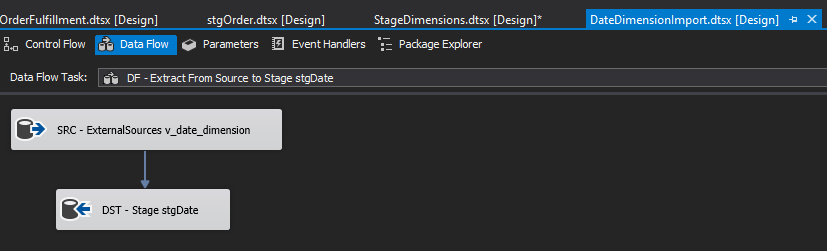 OrderFulfillment.dtsx [Design] stgOrder.dtsx [Design] StageDimensions.dtsx [Design]* DateDimensionImport.dtsx [Design]
Control Flow Data Flow Parameters Event Handlers Package Explorer
Data Flow Task: DF - Extract From Source to Stage stgDate
SRC - ExternalSources v_date_dimension
DST - Stage stgDate